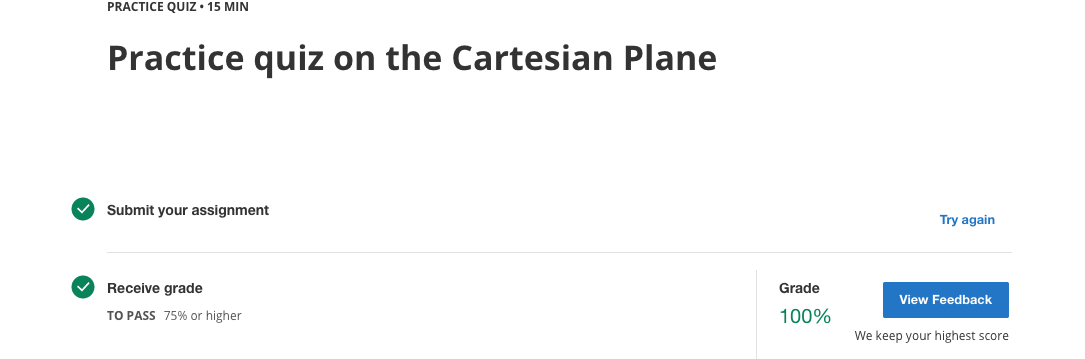 PRACTICE QUIZ • 15 MIN
Practice quiz on the Cartesian Plane
Submit your assignment
Try again
Receive grade
TO PASS 75% or higher
Grade
100%
View Feedback
We keep your highest score